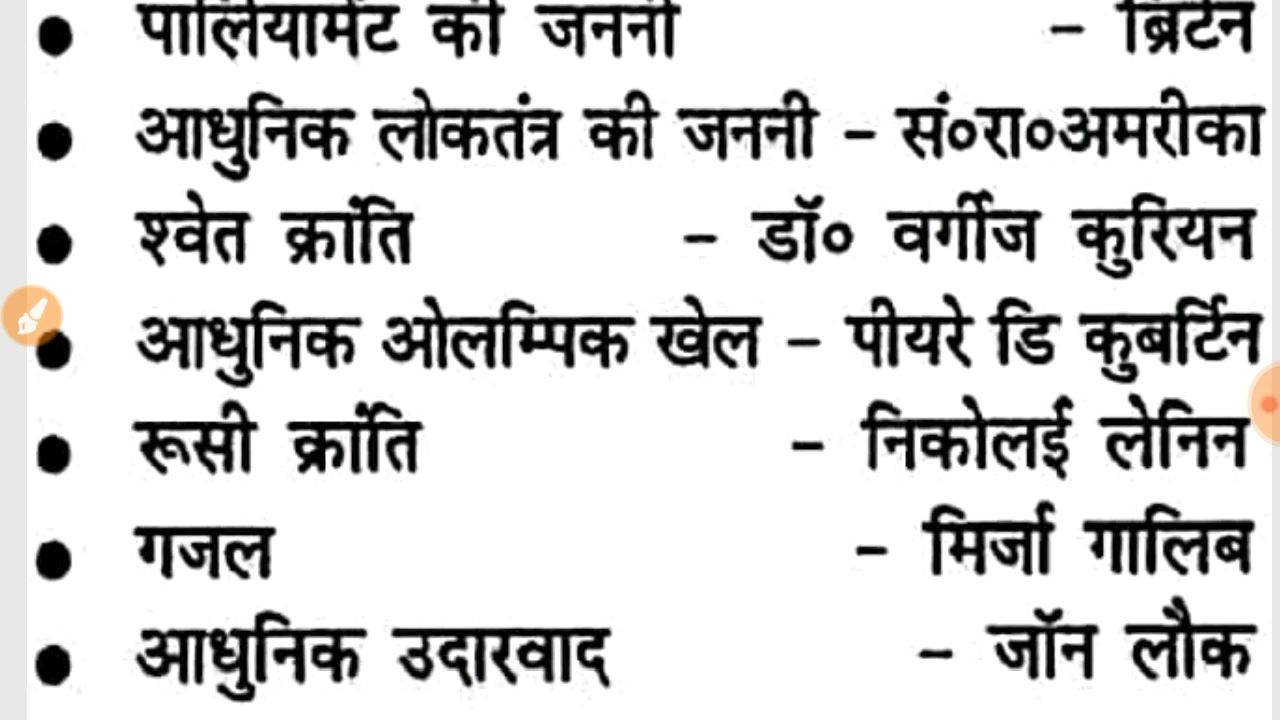 • पार्लियामेंट की जननी – ब्रिटेन
• आधुनिक लोकतंत्र की जननी – सं०रा०अमरीका
• श्वेत क्रांति – डॉ० वर्गीज कुरियन
• आधुनिक ओलम्पिक खेल – पीयरे डि कुबर्टिन
• रूसी क्रांति – निकोलई लेनिन
• गजल – मिर्जा गालिब
• आधुनिक उदारवाद – जॉन लौक